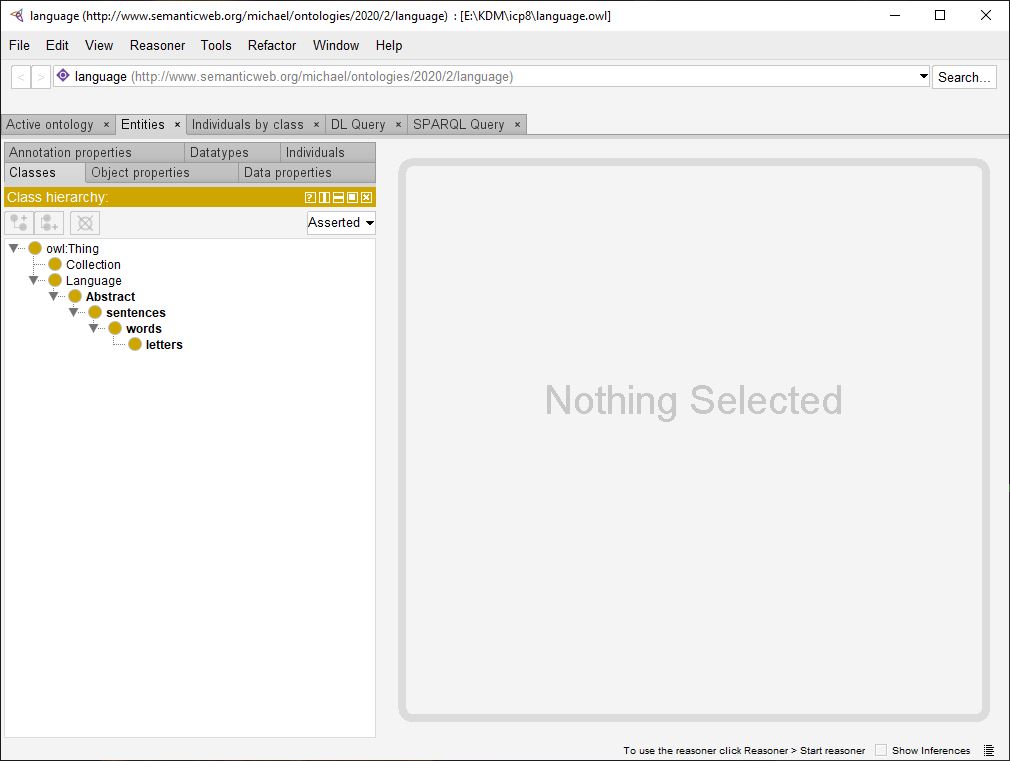 language (http://www.semanticweb.org/michael/ontologies/2020/2/language) : [E:\KDM\icp8\language.owl]
File Edit View Reasoner Tools Refactor Window Help
< > language (http://www.semanticweb.org/michael/ontologies/2020/2/language) Search...
Active ontology × Entities × Individuals by class × DL Query × SPARQL Query ×
Annotation properties Datatypes Individuals
Classes Object properties Data properties
Class hierarchy:
Asserted
owl:Thing
Collection
Language
Abstract
sentences
words
letters
Nothing Selected
To use the reasoner click Reasoner > Start reasoner Show Inferences